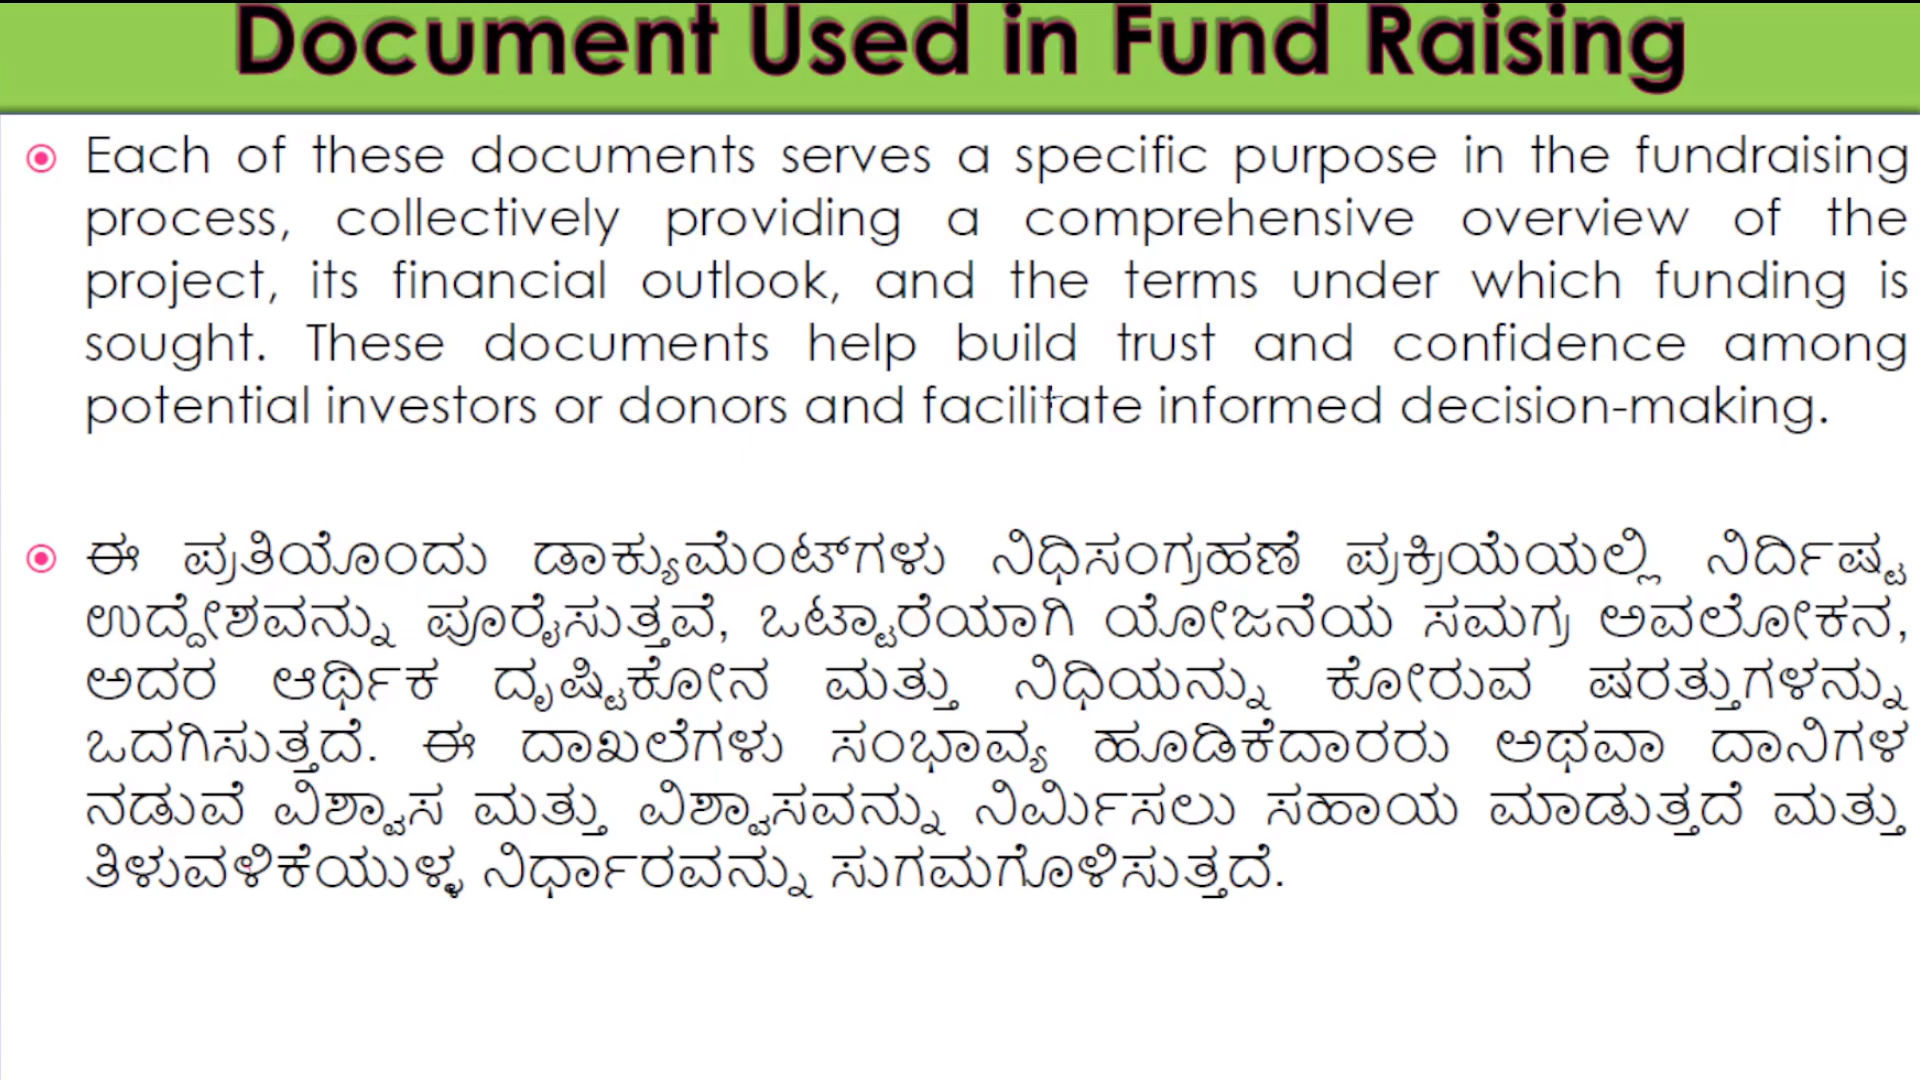 Document Used in Fund Raising
Each of these documents serves a specific purpose in the fundraising
process, collectively providing a comprehensive overview of the
project, its financial outlook, and the terms under which funding is
sought. These documents help build trust and confidence among
potential investors or donors and facilitate informed decision-making.
ಈ ಪ್ರತಿಯೊಂದು ಡಾಕ್ಯುಮೆಂಟ್‌ಗಳು ನಿಧಿಸಂಗ್ರಹಣೆ ಪ್ರಕ್ರಿಯೆಯಲ್ಲಿ ನಿರ್ದಿಷ್ಟ
ಉದ್ದೇಶವನ್ನು ಪೂರೈಸುತ್ತವೆ, ಒಟ್ಟಾರೆಯಾಗಿ ಯೋಜನೆಯ ಸಮಗ್ರ ಅವಲೋಕನ,
ಅದರ ಆರ್ಥಿಕ ದೃಷ್ಟಿಕೋನ ಮತ್ತು ನಿಧಿಯನ್ನು ಕೋರುವ ಷರತ್ತುಗಳನ್ನು
ಒದಗಿಸುತ್ತದೆ. ಈ ದಾಖಲೆಗಳು ಸಂಭಾವ್ಯ ಹೂಡಿಕೆದಾರರು ಅಥವಾ ದಾನಿಗಳ
ನಡುವೆ ವಿಶ್ವಾಸ ಮತ್ತು ವಿಶ್ವಾಸವನ್ನು ನಿರ್ಮಿಸಲು ಸಹಾಯ ಮಾಡುತ್ತದೆ ಮತ್ತು
ತಿಳುವಳಿಕೆಯುಳ್ಳ ನಿರ್ಧಾರವನ್ನು ಸುಗಮಗೊಳಿಸುತ್ತದೆ.